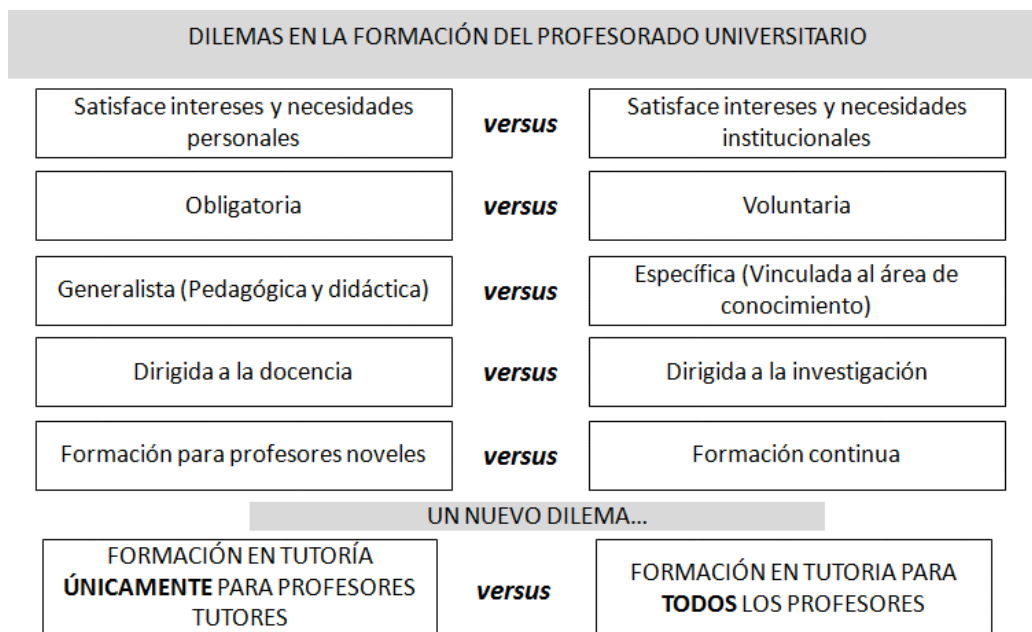 DILEMAS EN LA FORMACIÓN DEL PROFESORADO UNIVERSITARIO
Satisface intereses y necesidades
personales
versus
Satisface intereses y necesidades
institucionales
Obligatoria
versus
Voluntaria
Generalista (Pedagógica y didáctica)
versus
Específica (Vinculada al área de
conocimiento)
Dirigida a la docencia
versus
Dirigida a la investigación
Formación para profesores noveles
versus
Formación continua
UN NUEVO DILEMA...
FORMACIÓN EN TUTORÍA
ÚNICAMENTE PARA PROFESORES
TUTORES
versus
FORMACIÓN EN TUTORIA PARA
TODOS LOS PROFESORES